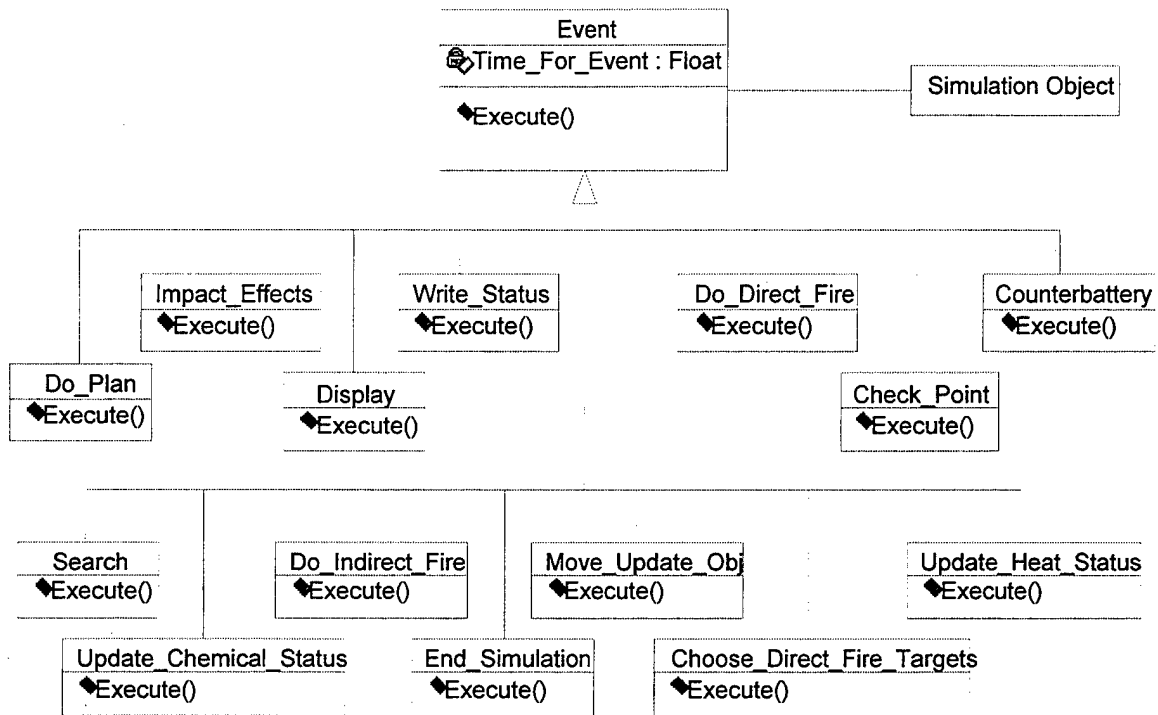 Event
Time_For_Event : Float
Simulation Object
Execute()
Impact_Effects
Execute()
Write_Status
Execute()
Do_Direct_Fire
Execute()
Counterbattery
Execute()
Do_Plan
Execute()
Display
Execute()
Check_Point
Execute()
Search
Execute()
Do_Indirect_Fire
Execute()
Move_Update_Obj
Execute()
Update_Heat_Status
Execute()
Update_Chemical_Status
Execute()
End_Simulation
Execute()
Choose_Direct_Fire_Targets
Execute()